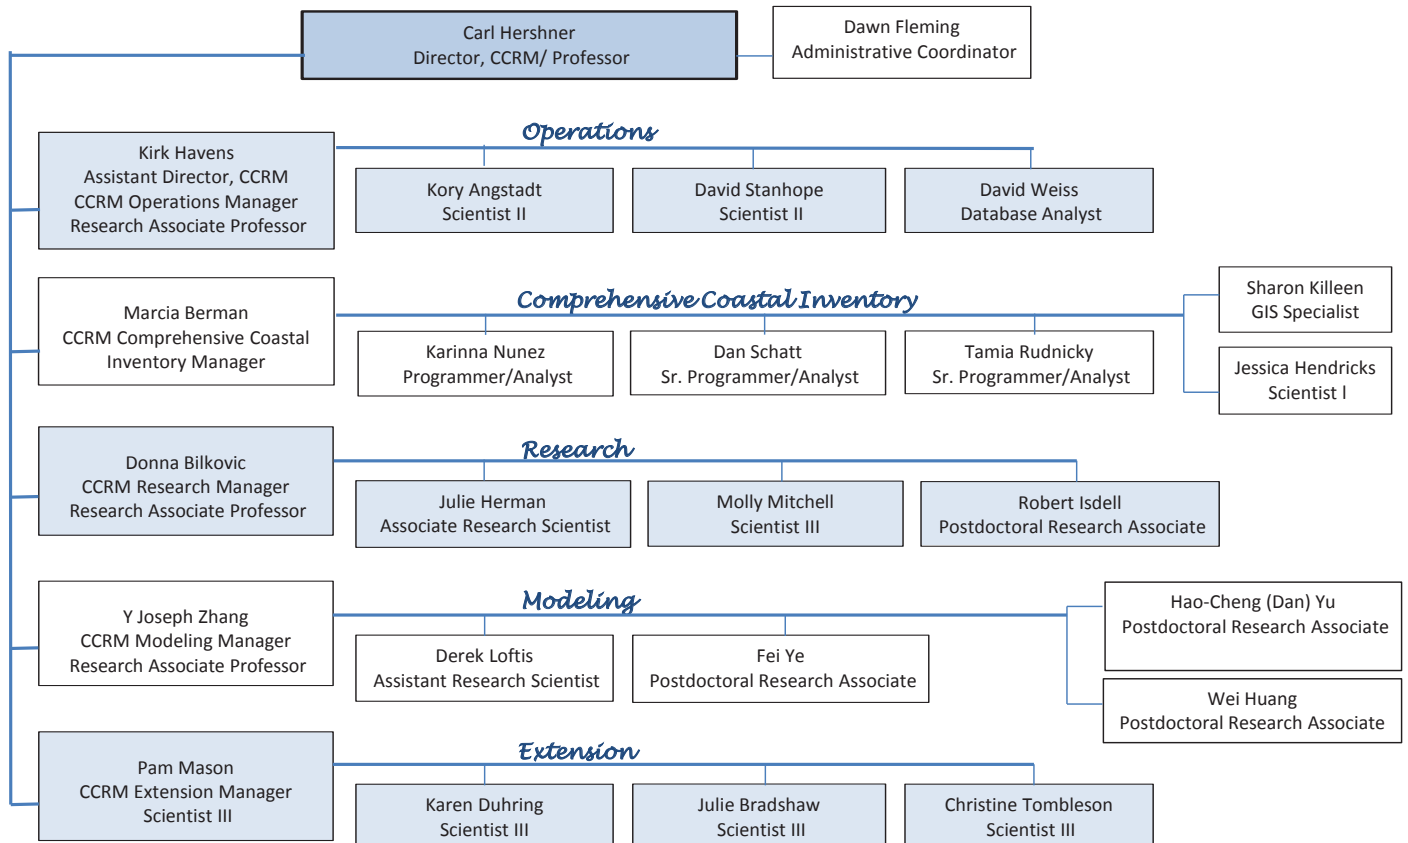 Carl Hershner
Director, CCRM/ Professor
Dawn Fleming
Administrative Coordinator
Operations
Kirk Havens
Assistant Director, CCRM
CCRM Operations Manager
Research Associate Professor
Kory Angstadt
Scientist II
David Stanhope
Scientist II
David Weiss
Database Analyst
Comprehensive Coastal Inventory
Marcia Berman
CCRM Comprehensive Coastal
Inventory Manager
Karinna Nunez
Programmer/Analyst
Dan Schatt
Sr. Programmer/Analyst
Tamia Rudnicky
Sr. Programmer/Analyst
Sharon Killeen
GIS Specialist
Jessica Hendricks
Scientist l
Research
Donna Bilkovic
CCRM Research Manager
Research Associate Professor
Julie Herman
Associate Research Scientist
Molly Mitchell
Scientist III
Robert Isdell
Postdoctoral Research Associate
Modeling
Y Joseph Zhang
CCRM Modeling Manager
Research Associate Professor
Derek Loftis
Assistant Research Scientist
Fei Ye
Postdoctoral Research Associate
Hao-Cheng (Dan) Yu
Postdoctoral Research Associate
Wei Huang
Postdoctoral Research Associate
Extension
Pam Mason
CCRM Extension Manager
Scientist III
Karen Duhring
Scientist III
Julie Bradshaw
Scientist III
Christine Tombleson
Scientist III